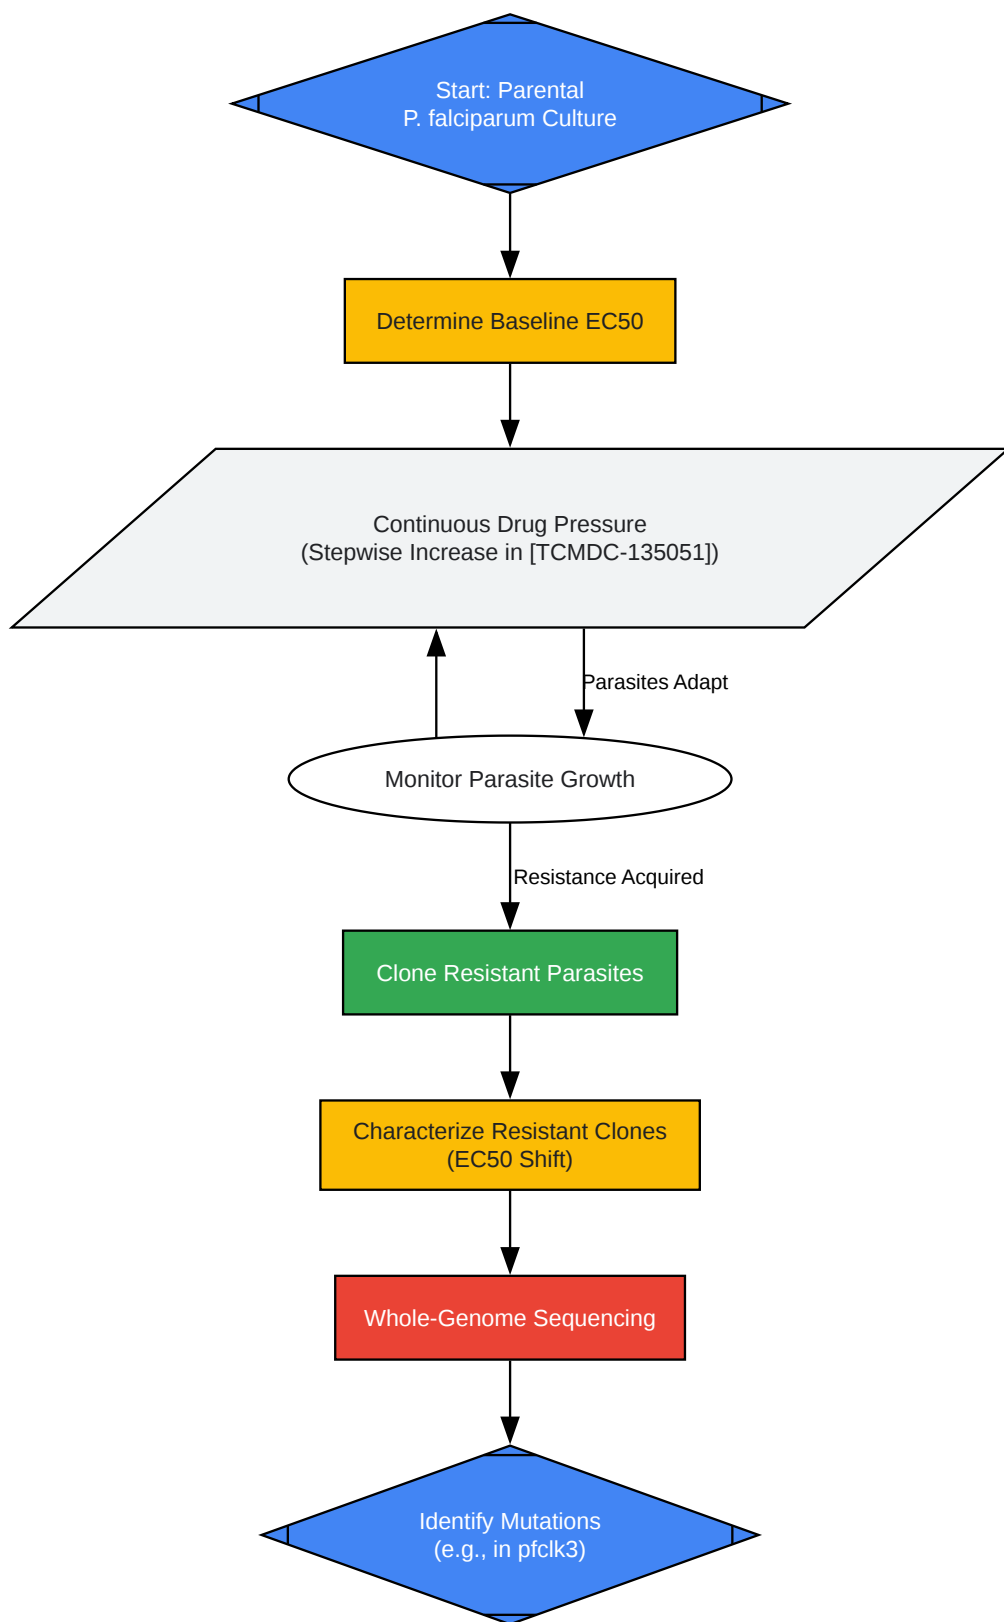 Start: Parental
P. falciparum Culture
Determine Baseline EC50
Continuous Drug Pressure
(Stepwise Increase in [TCMDC-135051])
Parasites Adapt
Monitor Parasite Growth
Resistance Acquired
Clone Resistant Parasites
Characterize Resistant Clones
(EC50 Shift)
Whole-Genome Sequencing
Identify Mutations
(e.g., in pfclk3)